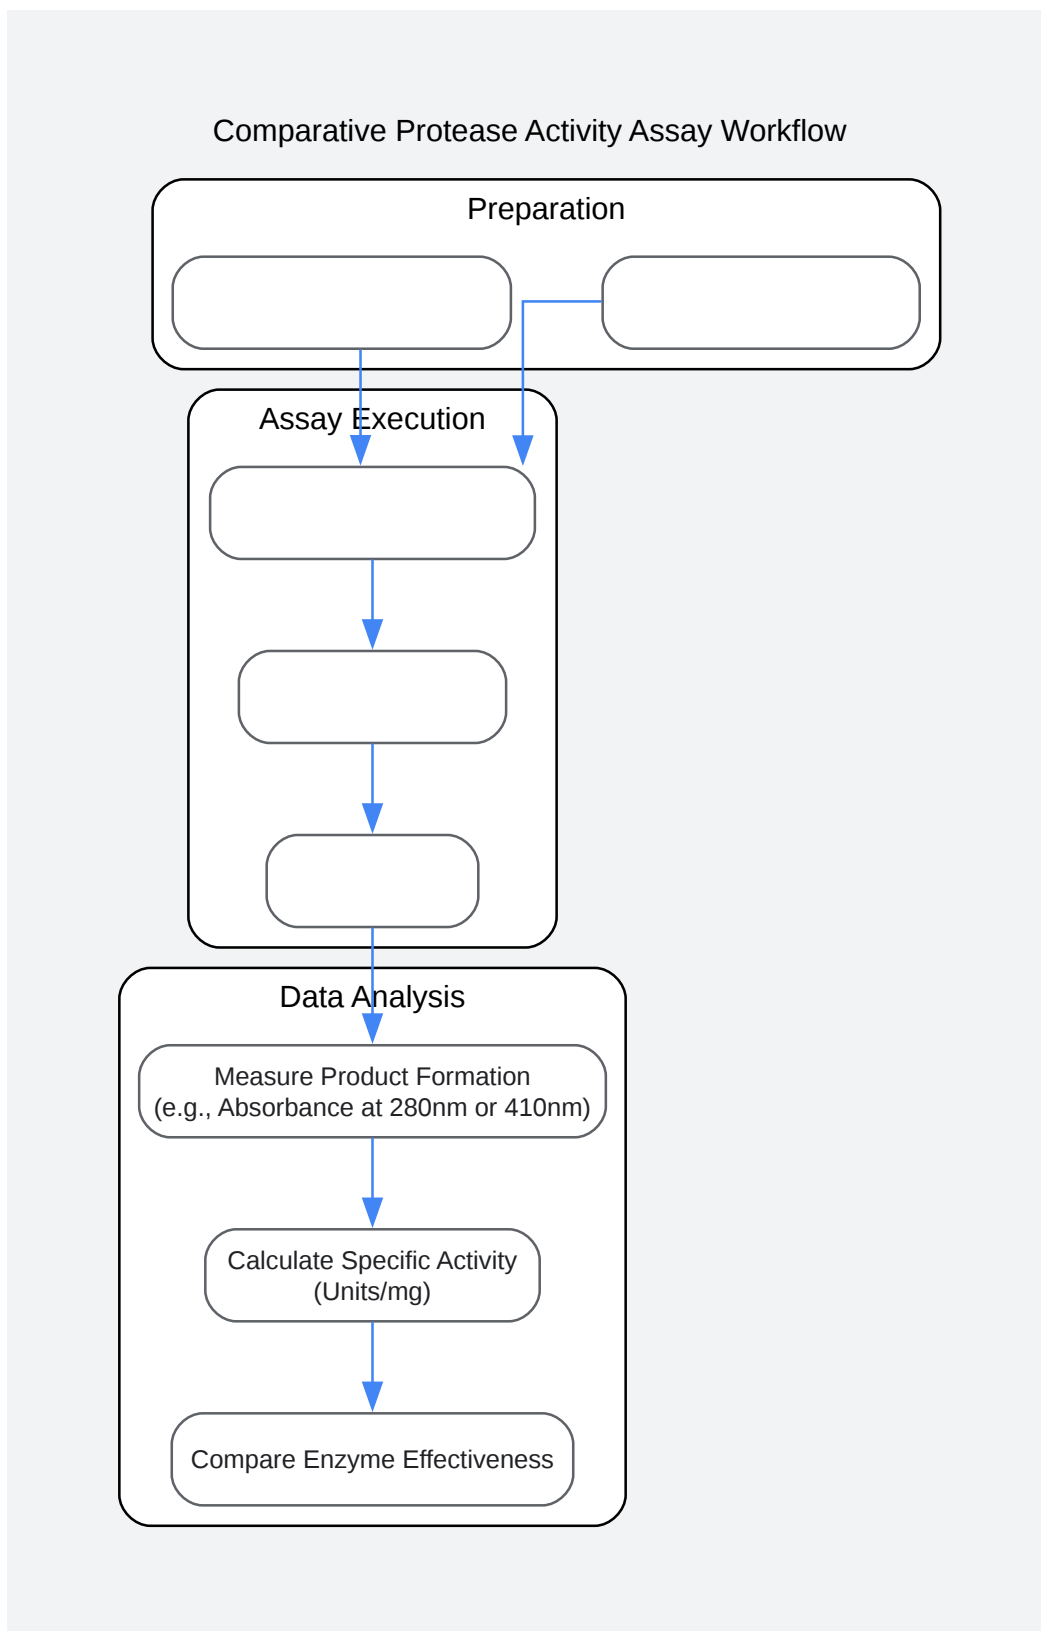 Comparative Protease Activity Assay Workflow
Preparation
Assay Execution
Data Analysis
Measure Product Formation
(e.g., Absorbance at 280nm or 410nm)
Calculate Specific Activity
(Units/mg)
Compare Enzyme Effectiveness